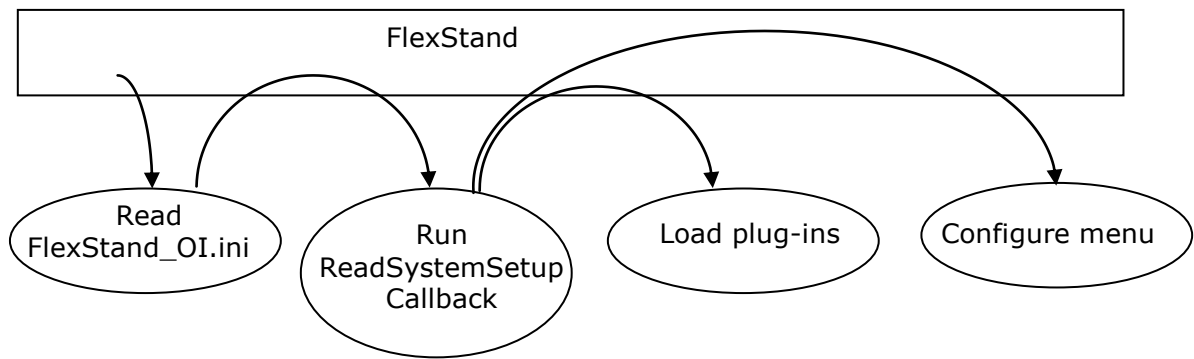 FlexStand
Read
FlexStand_OI.ini
Run
ReadSystemSetup
Callback
Load plug-ins
Configure menu